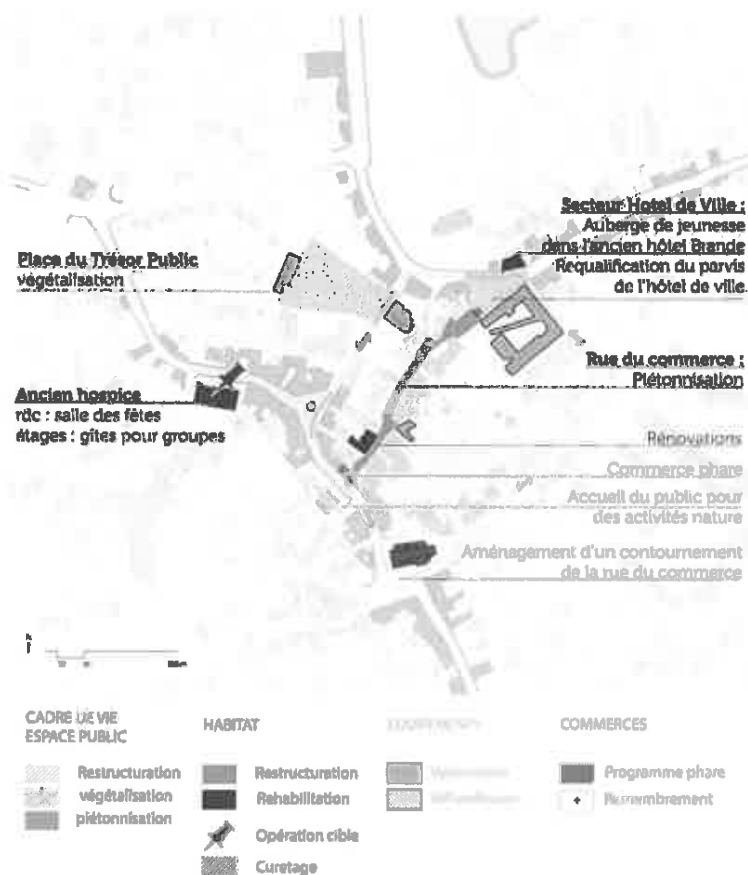 Secteur Hotel de Ville :
Auberge de jeunesse
dans l'ancien hôtel Brande
Requalification du parvis
de l'hôtel de ville
Place du Trésor Public
végétalisation
Rue du commerce :
Piétonnisation
Ancien hospice
rdc : salle des fêtes
étages : gîtes pour groupes
Rénovations
Commerce phare
Accueil du public pour
des activités nature
Aménagement d'un contournement
de la rue du commerce
CADRE DE VIE
ESPACE PUBLIC
Restructuration
végétalisation
piétonnisation
HABITAT
Restructuration
Rehabilitation
Opération cible
Curetage
COMMERCES
Programme phare
Remembrement